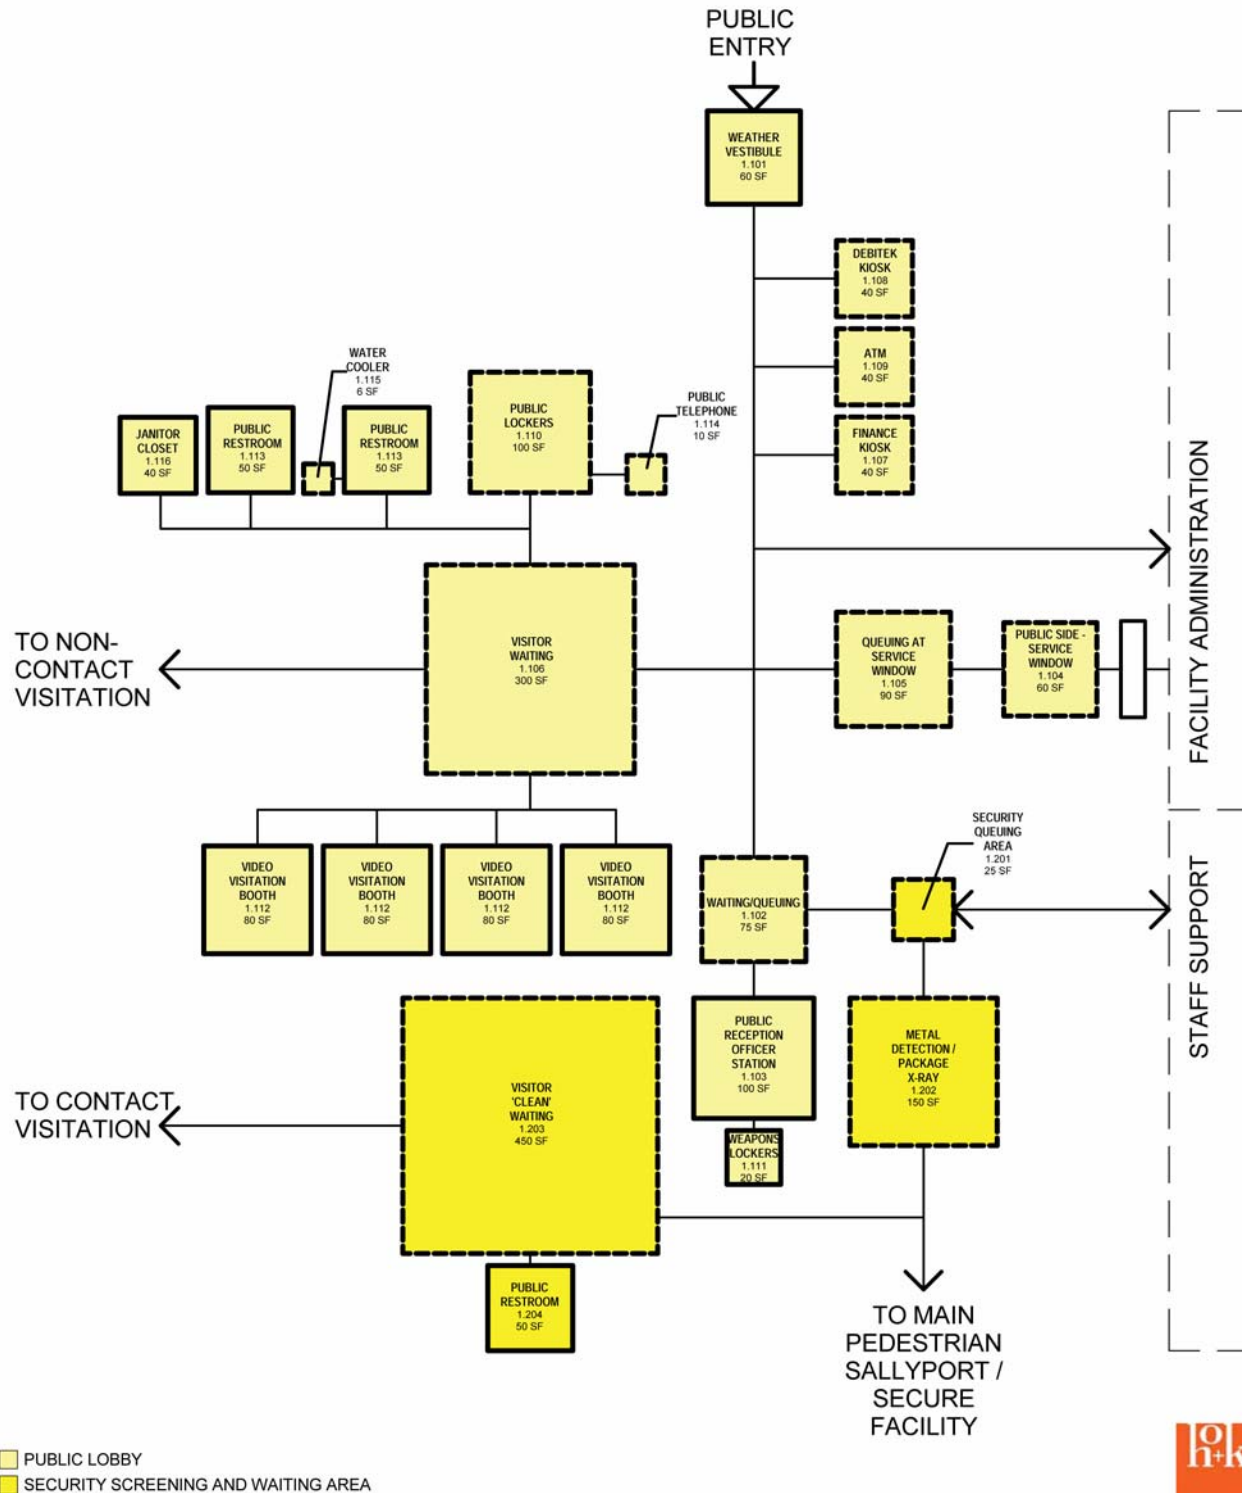 PUBLIC
ENTRY
WEATHER
VESTIBULE
1.101
60 SF
DEBITEK
KIOSK
1.108
40 SF
ATM
1.109
40 SF
FINANCE
KIOSK
1.107
40 SF
WATER
COOLER
1.115
6 SF
JANITOR
CLOSET
1.116
40 SF
PUBLIC
RESTROOM
1.113
50 SF
PUBLIC
RESTROOM
1.113
50 SF
PUBLIC
LOCKERS
1.110
100 SF
PUBLIC
TELEPHONE
1.114
10 SF
FACILITY ADMINISTRATION
TO NON-
CONTACT
VISITATION
VISITOR
WAITING
1.106
300 SF
QUEUING AT
SERVICE
WINDOW
1.105
90 SF
PUBLIC SIDE -
SERVICE
WINDOW
1.104
60 SF
SECURITY
QUEUING
AREA
1.201
25 SF
VIDEO
VISITATION
BOOTH
1.112
80 SF
VIDEO
VISITATION
BOOTH
1.112
80 SF
VIDEO
VISITATION
BOOTH
1.112
80 SF
VIDEO
VISITATION
BOOTH
1.112
80 SF
WAITING/QUEUING
1.102
75 SF
STAFF SUPPORT
PUBLIC
RECEPTION
OFFICER
STATION
1.103
100 SF
METAL
DETECTION /
PACKAGE
X-RAY
1.202
150 SF
TO CONTACT
VISITATION
VISITOR
'CLEAN'
WAITING
1.203
450 SF
WEAPONS
LOCKERS
1.111
20 SF
PUBLIC
RESTROOM
1.204
50 SF
TO MAIN
PEDESTRIAN
SALLYPORT /
SECURE
FACILITY
PUBLIC LOBBY
SECURITY SCREENING AND WAITING AREA
hok